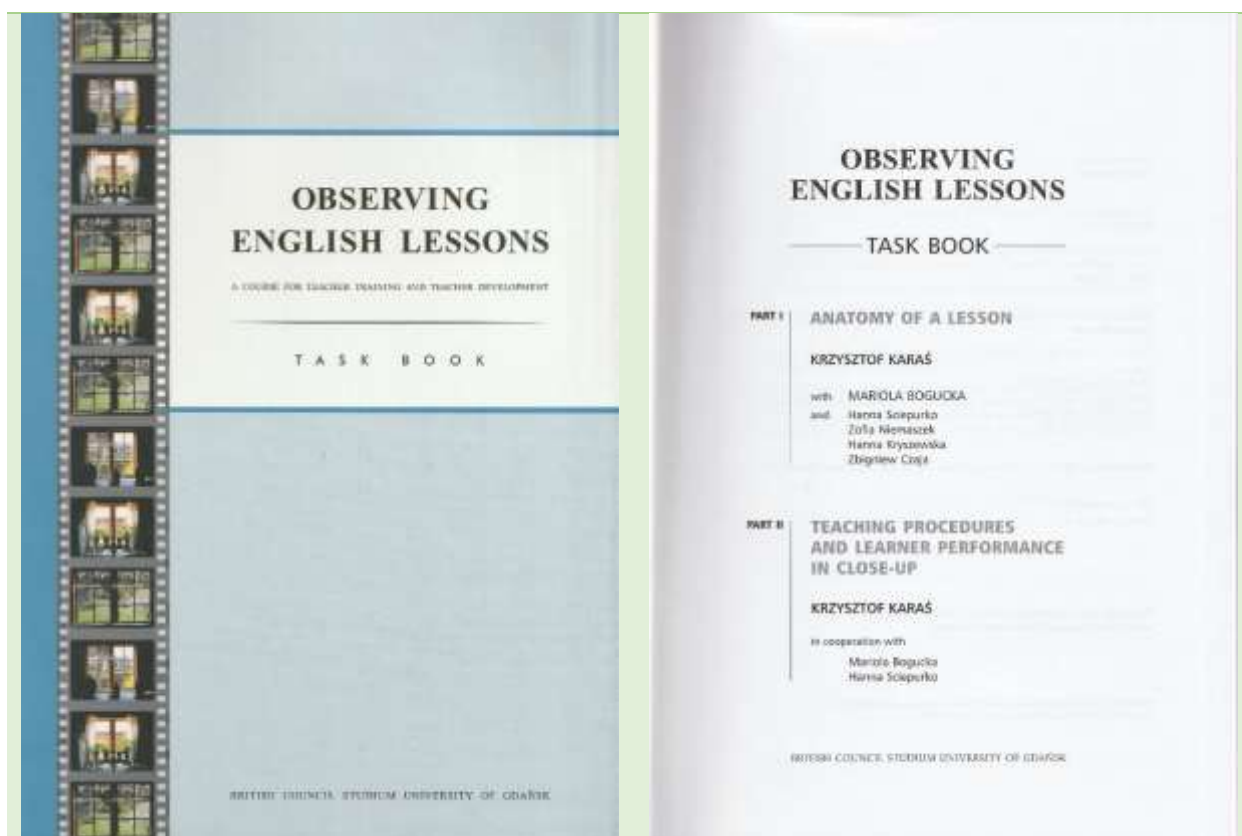 OBSERVING
ENGLISH LESSONS
A COURSE FOR TEACHER TRAINING AND TEACHER DEVELOPMENT
TASK BOOK
BRITISH COUNCIL STUDIUM UNIVERSITY OF GDAŃSK
OBSERVING
ENGLISH LESSONS
TASK BOOK
PART I
ANATOMY OF A LESSON
KRZYSZTOF KARAŚ
with MARIOLA BOGUCKA
and Hanna Sciepurko
Zofia Niemaszek
Hanna Kryszewska
Zbigniew Czaja
PART II
TEACHING PROCEDURES
AND LEARNER PERFORMANCE
IN CLOSE-UP
KRZYSZTOF KARAŚ
in cooperation with
Mariola Bogucka
Hanna Sciepurko
BRITISH COUNCIL STUDIUM UNIVERSITY OF GDAŃSK